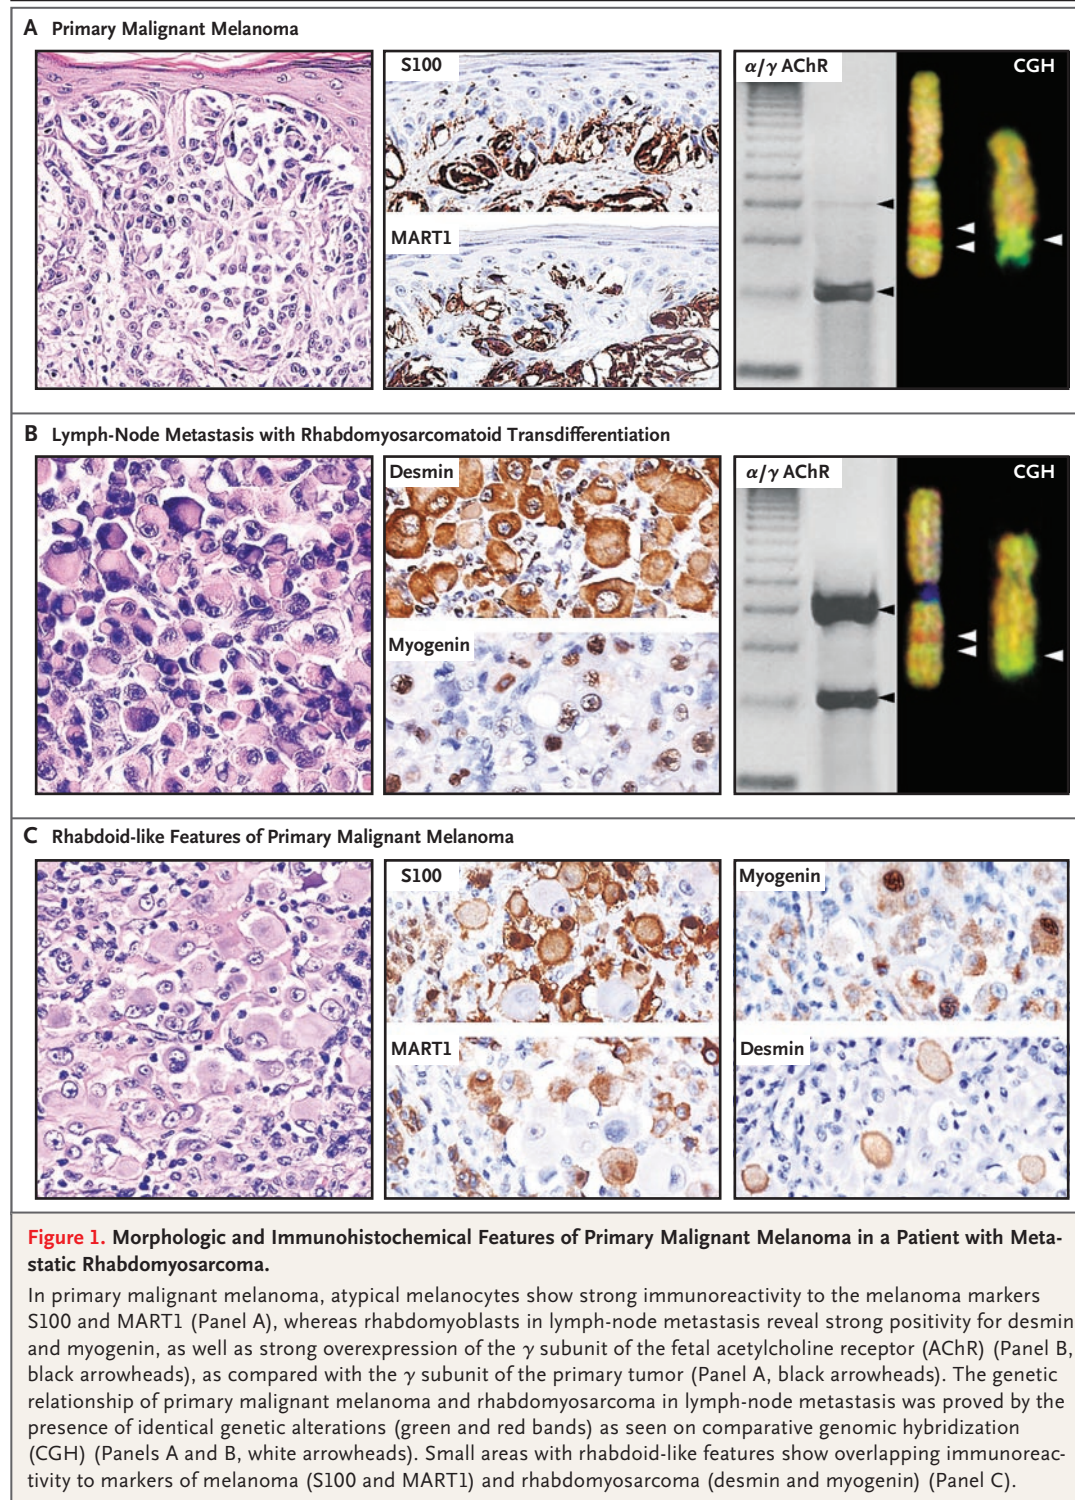 A Primary Malignant Melanoma
S100
MART1
α/γ AChR
CGH
B Lymph-Node Metastasis with Rhabdomyosarcomatoid Transdifferentiation
Desmin
Myogenin
α/γ AChR
CGH
C Rhabdoid-like Features of Primary Malignant Melanoma
S100
MART1
Myogenin
Desmin
Figure 1. Morphologic and Immunohistochemical Features of Primary Malignant Melanoma in a Patient with Meta-
static Rhabdomyosarcoma.
In primary malignant melanoma, atypical melanocytes show strong immunoreactivity to the melanoma markers
S100 and MART1 (Panel A), whereas rhabdomyoblasts in lymph-node metastasis reveal strong positivity for desmin
and myogenin, as well as strong overexpression of the γ subunit of the fetal acetylcholine receptor (AChR) (Panel B,
black arrowheads), as compared with the γ subunit of the primary tumor (Panel A, black arrowheads). The genetic
relationship of primary malignant melanoma and rhabdomyosarcoma in lymph-node metastasis was proved by the
presence of identical genetic alterations (green and red bands) as seen on comparative genomic hybridization
(CGH) (Panels A and B, white arrowheads). Small areas with rhabdoid-like features show overlapping immunoreac-
tivity to markers of melanoma (S100 and MART1) and rhabdomyosarcoma (desmin and myogenin) (Panel C).